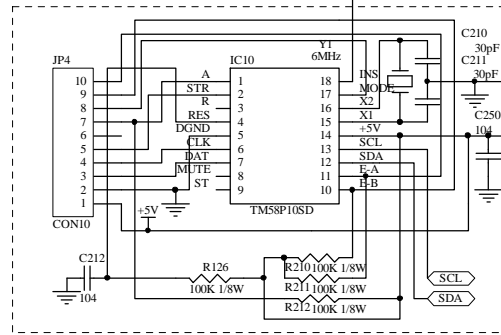 Y1
6MHz
C210
30pF
C211
30pF
C250
104
JP4
IC10
INS
MODE
X2
X1
+5V
SCL
SDA
E-A
E-B
10
9
8
7
6
5
4
3
2
1
CON10
A
STR
R
RES
DGND
CLK
DAT
MUTE
ST
1
2
3
4
5
6
7
8
9
18
17
16
15
14
13
12
11
10
TM58P10SD
+5V
C212
104
R126
100K 1/8W
R210 100K 1/8W
R211 100K 1/8W
R212 100K 1/8W
SCL
SDA